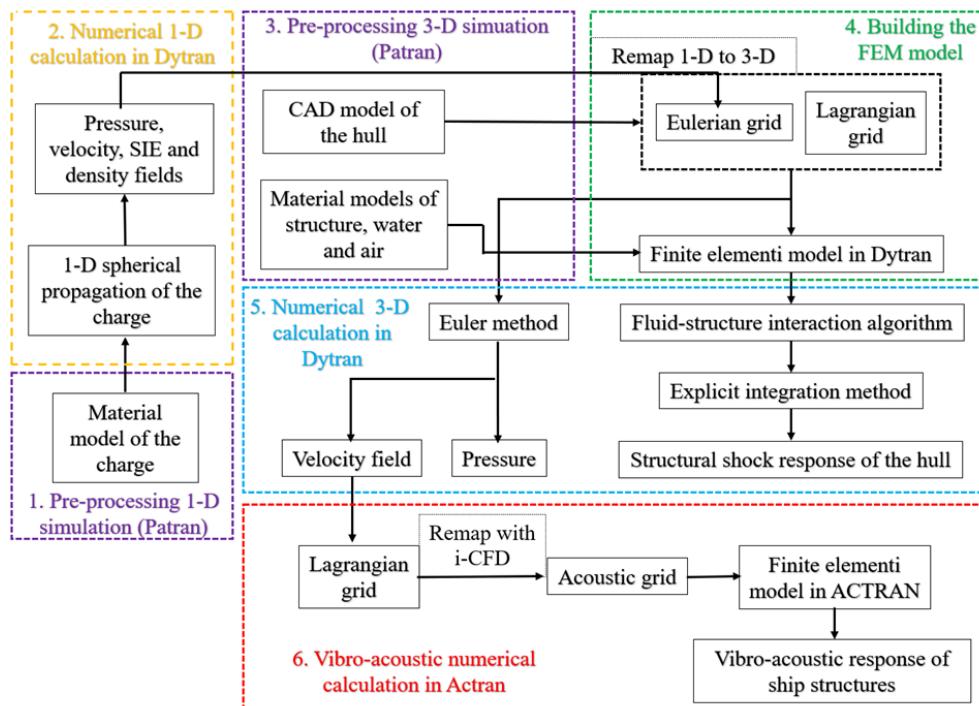 2. Numerical 1-D
calculation in Dytran
Pressure,
velocity, SIE and
density fields
1-D spherical
propagation of the
charge
Material
model of the
charge
1. Pre-processing 1-D
simulation (Patran)
3. Pre-processing 3-D simuation
(Patran)
CAD model of
the hull
Material models of
structure, water
and air
4. Building the
FEM model
Remap 1-D to 3-D
Eulerian grid
Lagrangian
grid
Finite elementi model in Dytran
5. Numerical 3-D
calculation in
Dytran
Euler method
Velocity field
Pressure
Fluid-structure interaction algorithm
Explicit integration method
Structural shock response of the hull
Lagrangian
grid
Remap with
i-CFD
Acoustic grid
Finite elementi
model in ACTRAN
Vibro-acoustic response of
ship structures
6. Vibro-acoustic numerical
calculation in Actran